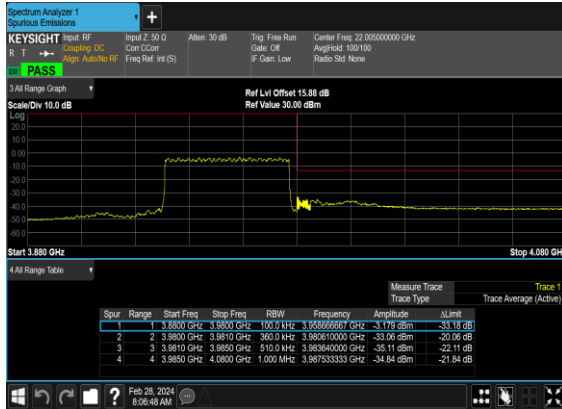 Spectrum Analyzer 1
Spurious Emissions
KEYSIGHT Input: RF Input Z: 50 Ω Atten: 30 dB Trig: Free Run Center Freq: 22.005000000 GHz
R T Coupling: DC Corr CCorr Gate: Off Avg|Hold: 100/100
Align: Auto/No RF Freq Ref: Int (S) IF Gain: Low Radio Std: None
PASS
3 All Range Graph
Ref Lvl Offset 15.88 dB
Scale/Div 10.0 dB Ref Value 30.00 dBm
Log
20.0
10.0
0.00
-10.0
-20.0
-30.0
-40.0
-50.0
-60.0
Start 3.880 GHz Stop 4.080 GH
4 All Range Table
Measure Trace Trace 1
Trace Type Trace Average (Active)
Spur Range Start Freq Stop Freq RBW Frequency Amplitude ΔLimit
1 1 3.8800 GHz 3.9800 GHz 100.0 kHz 3.958666667 GHz -3.179 dBm -33.18 dB
2 2 3.9800 GHz 3.9810 GHz 360.0 kHz 3.980610000 GHz -33.06 dBm -20.06 dB
3 3 3.9810 GHz 3.9850 GHz 510.0 kHz 3.983640000 GHz -35.11 dBm -22.11 dB
4 4 3.9850 GHz 4.0800 GHz 1.000 MHz 3.987533333 GHz -34.84 dBm -21.84 dB
? Feb 28, 2024
8:06:48 AM